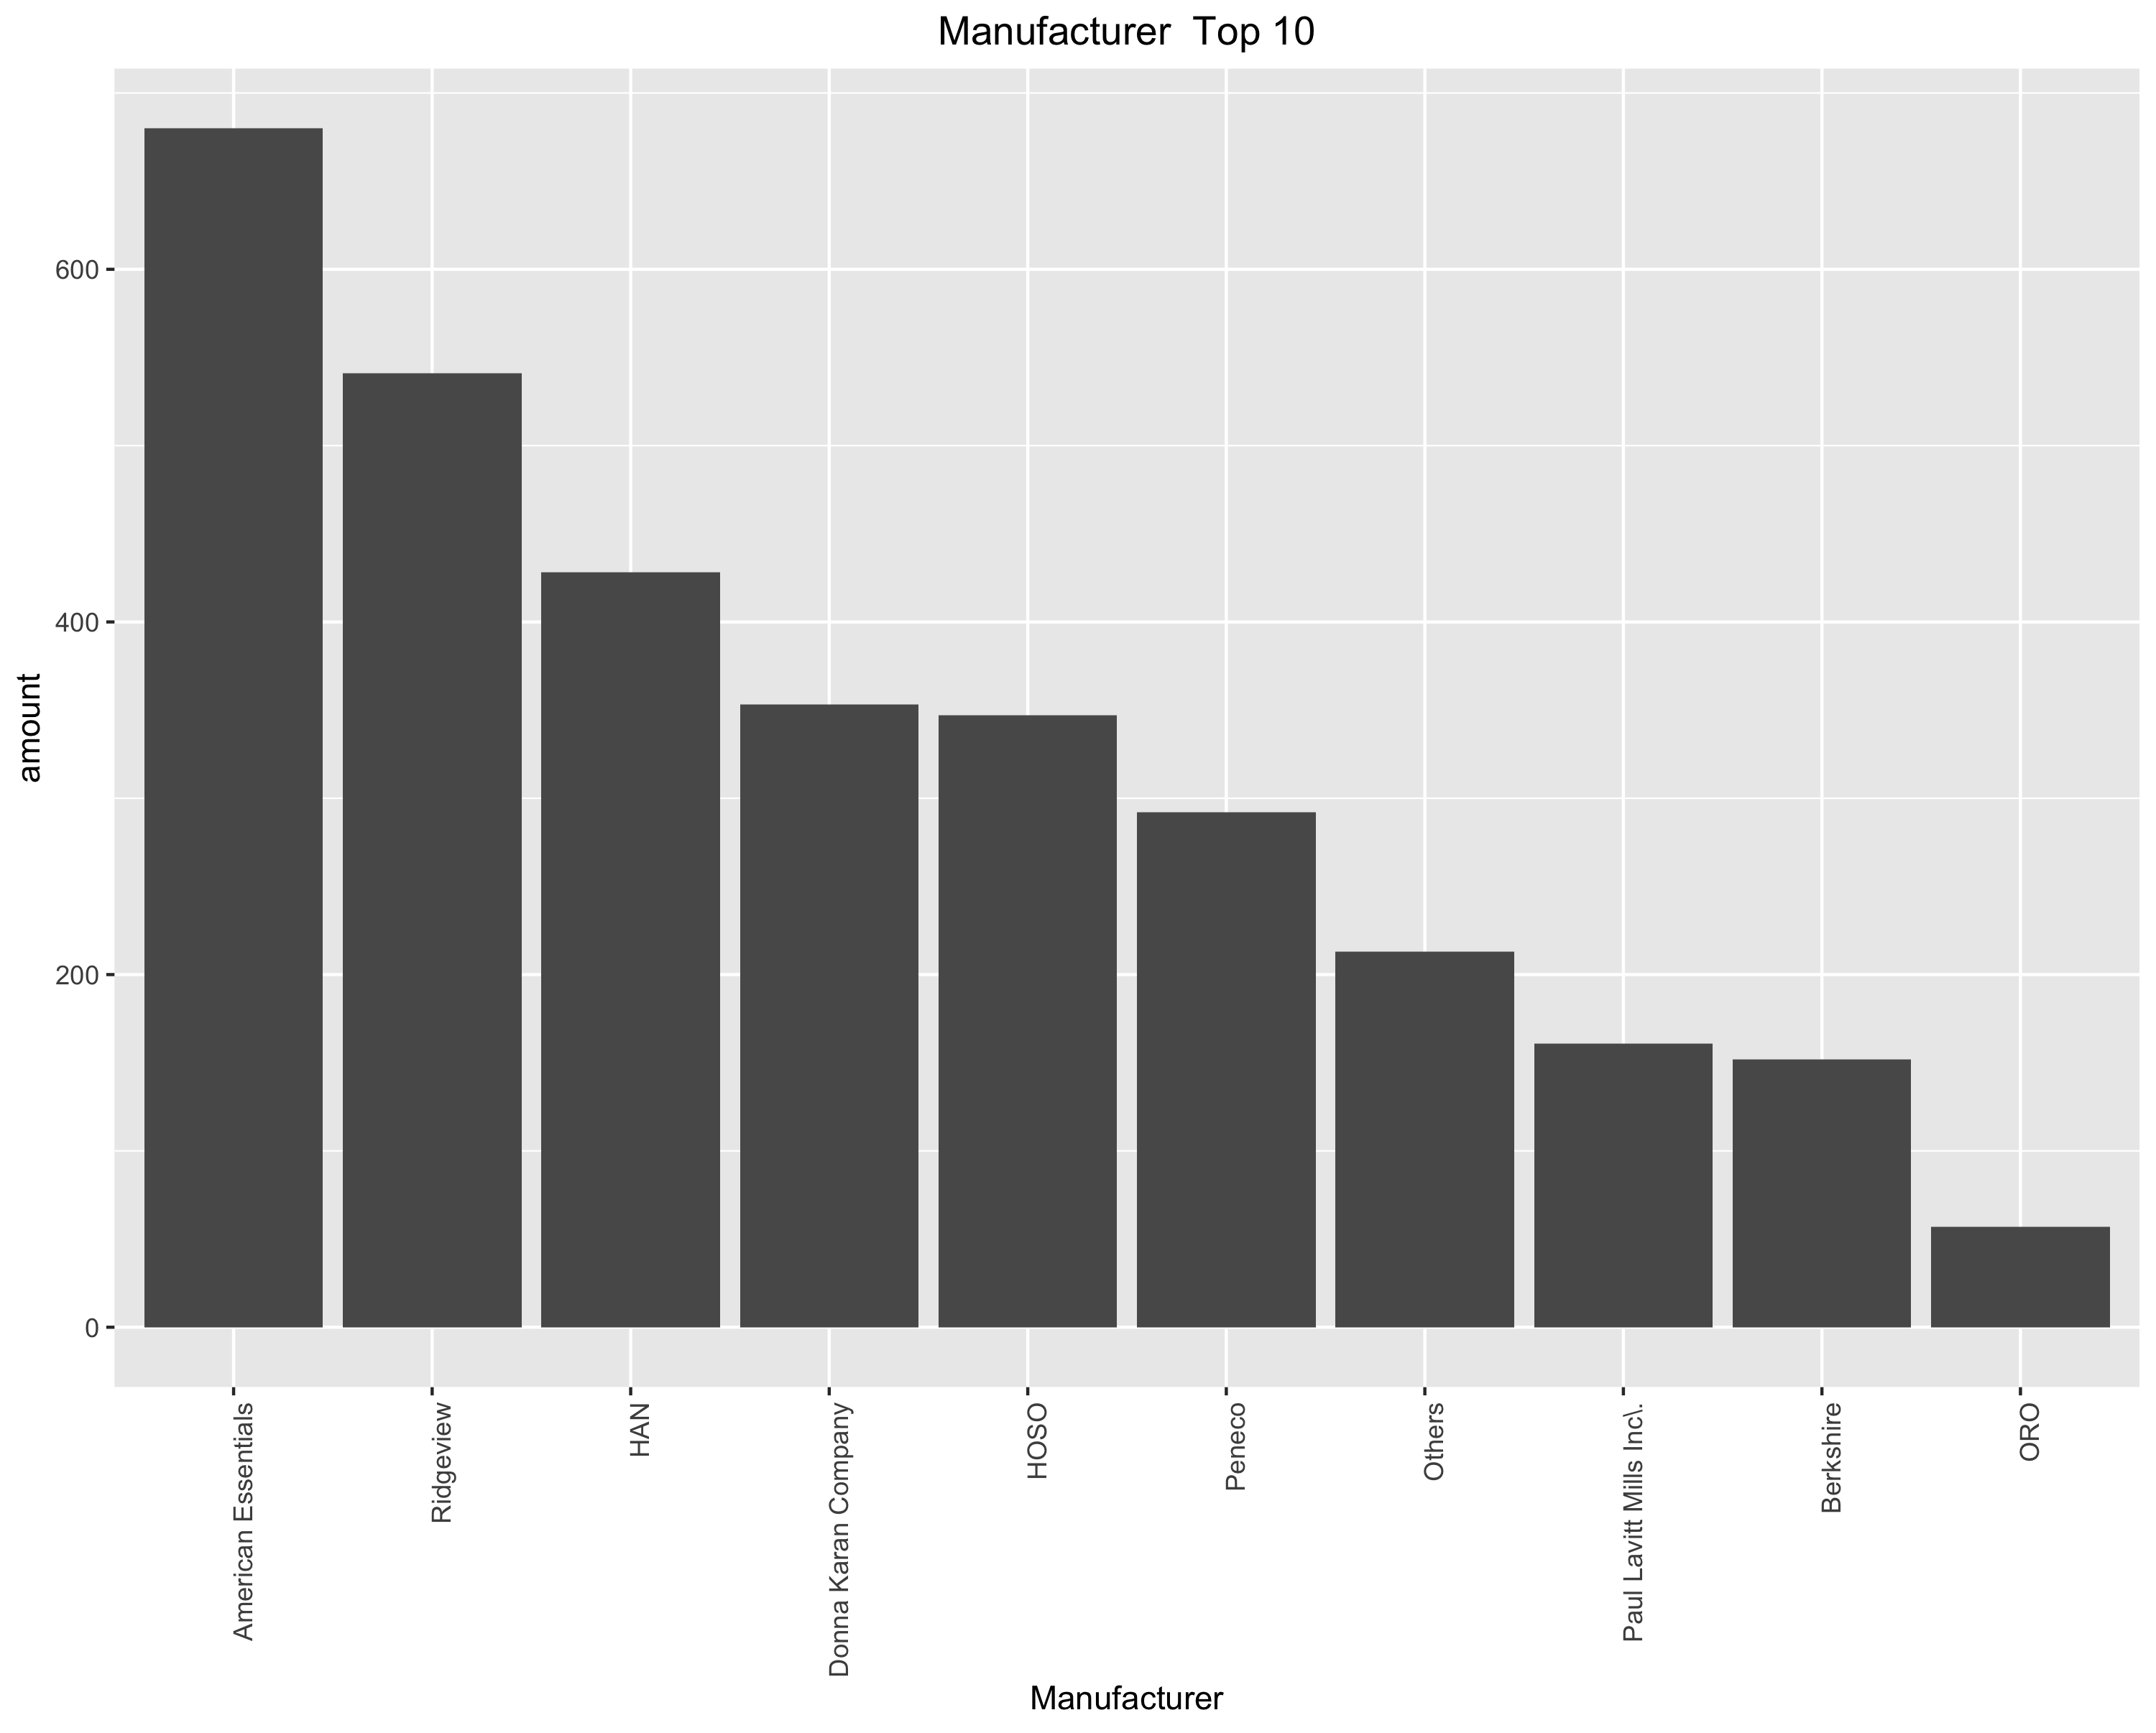 Manufacturer  Top 10
amount
600
400
200
0
American Essentials
Ridgeview
HAN
Donna Karan Company
HOSO
Peneco
Others
Paul Lavitt Mills Inc\.
Berkshire
ORO
Manufacturer